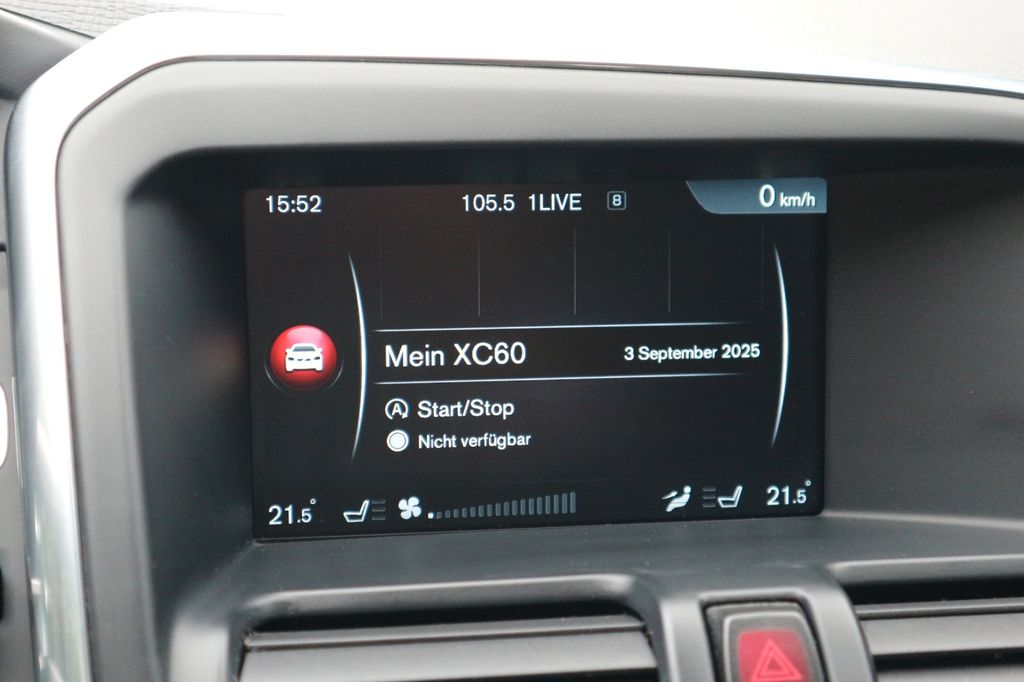 15:52 105.5 1LIVE 8 0 km/h
Mein XC60 3 September 2025
A Start/Stop
Nicht verfügbar
21.5° 21.5°